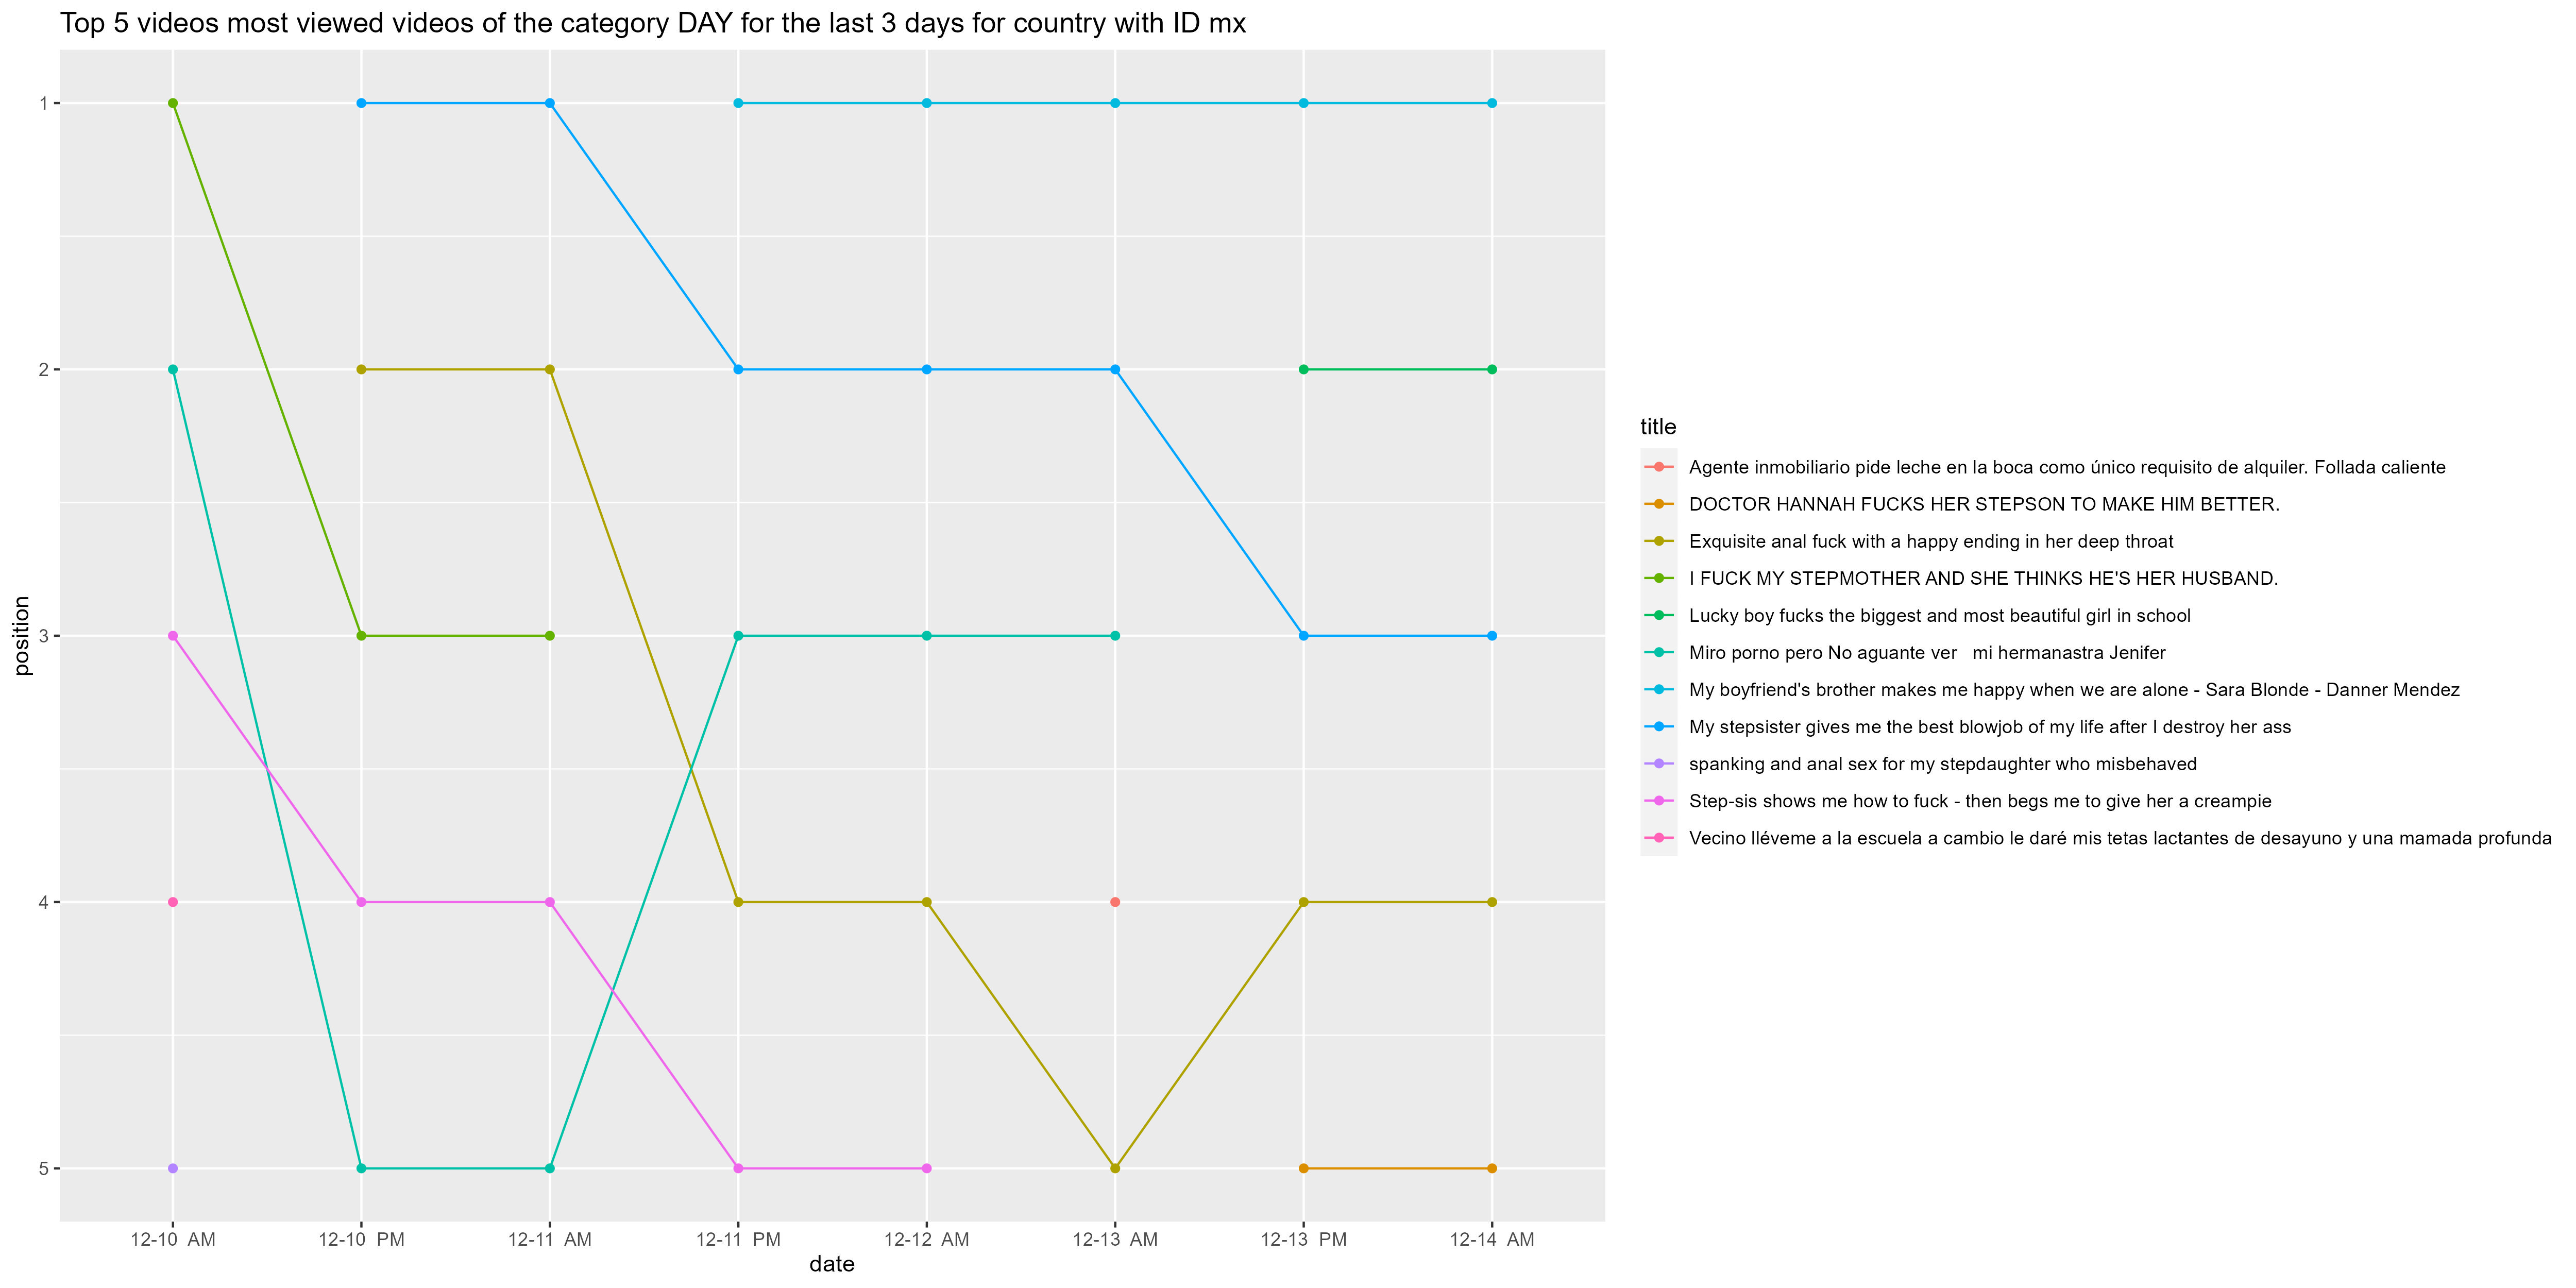 Top 5 videos most viewed videos of the category DAY for the last 3 days for country with ID mx
position
1
2
3
4
5
12-10 AM
12-10 PM
12-11 AM
12-11 PM
12-12 AM
12-13 AM
12-13 PM
12-14 AM
date
title
Agente inmobiliario pide leche en la boca como único requisito de alquiler. Follada caliente
DOCTOR HANNAH FUCKS HER STEPSON TO MAKE HIM BETTER.
Exquisite anal fuck with a happy ending in her deep throat
I FUCK MY STEPMOTHER AND SHE THINKS HE'S HER HUSBAND.
Lucky boy fucks the biggest and most beautiful girl in school
Miro porno pero No aguante ver   mi hermanastra Jenifer
My boyfriend's brother makes me happy when we are alone - Sara Blonde - Danner Mendez
My stepsister gives me the best blowjob of my life after I destroy her ass
spanking and anal sex for my stepdaughter who misbehaved
Step-sis shows me how to fuck - then begs me to give her a creampie
Vecino lléveme a la escuela a cambio le daré mis tetas lactantes de desayuno y una mamada profunda